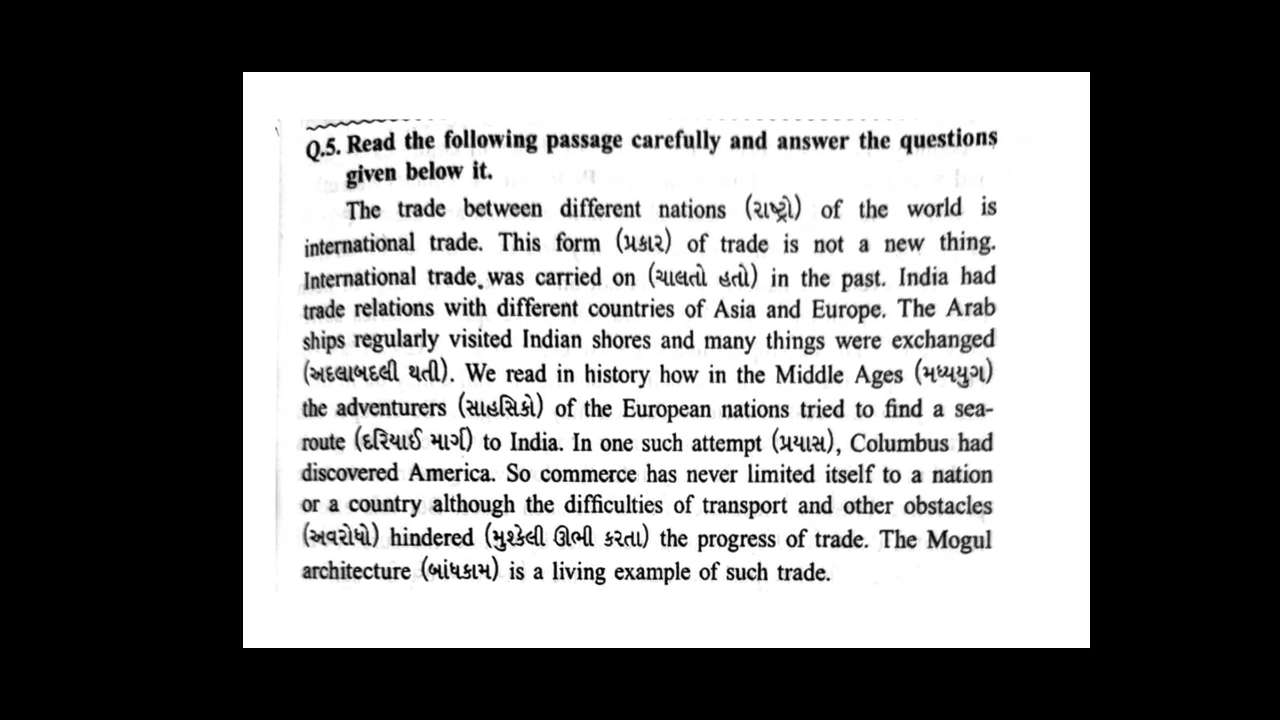 Q.5. Read the following passage carefully and answer the questions
given below it.
The trade between different nations (રાષ્ટ્રો) of the world is
international trade. This form (પ્રકાર) of trade is not a new thing.
International trade was carried on (ચાલતો હતો) in the past. India had
trade relations with different countries of Asia and Europe. The Arab
ships regularly visited Indian shores and many things were exchanged
(અદલાબદલી થતી). We read in history how in the Middle Ages (મધ્યયુગ)
the adventurers (સાહસિકો) of the European nations tried to find a sea-
route (દરિયાઈ માર્ગ) to India. In one such attempt (પ્રયાસ), Columbus had
discovered America. So commerce has never limited itself to a nation
or a country although the difficulties of transport and other obstacles
(અવરોધો) hindered (મુશ્કેલી ઊભી કરતા) the progress of trade. The Mogul
architecture (બાંધકામ) is a living example of such trade.